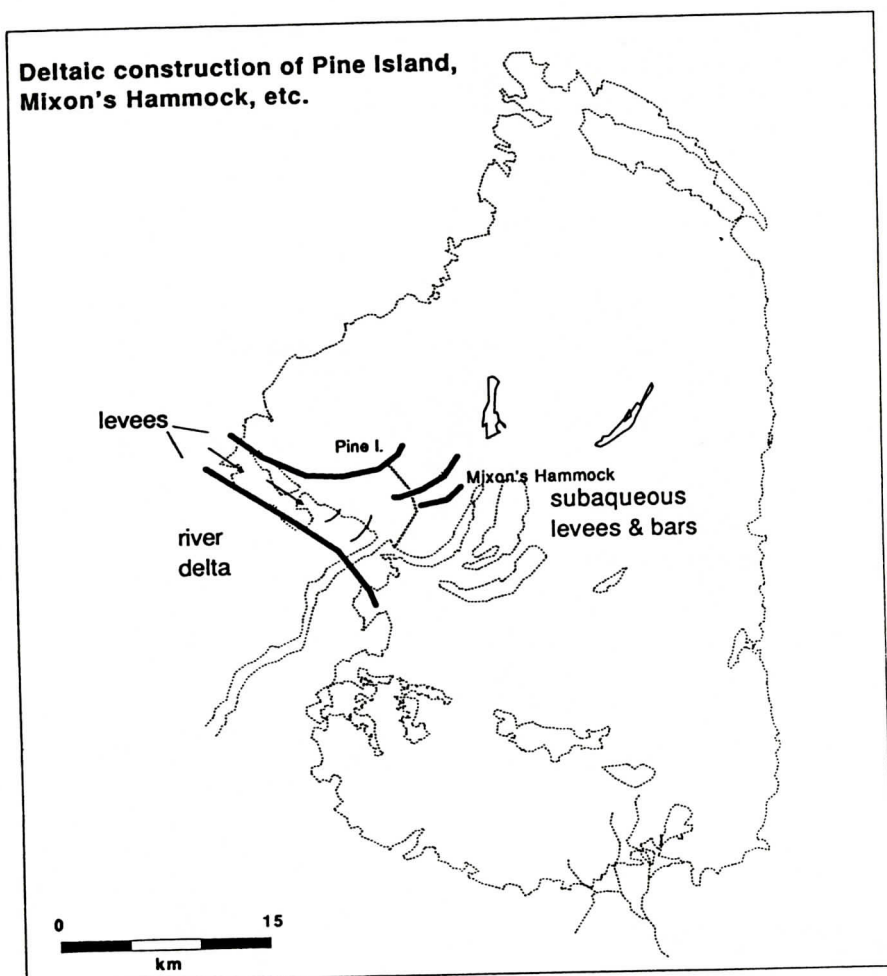 Deltaic construction of Pine Island,
Mixon's Hammock, etc.
levees
Pine I.
Mixon's Hammock
subaqueous
levees & bars
river
delta
0 15
km